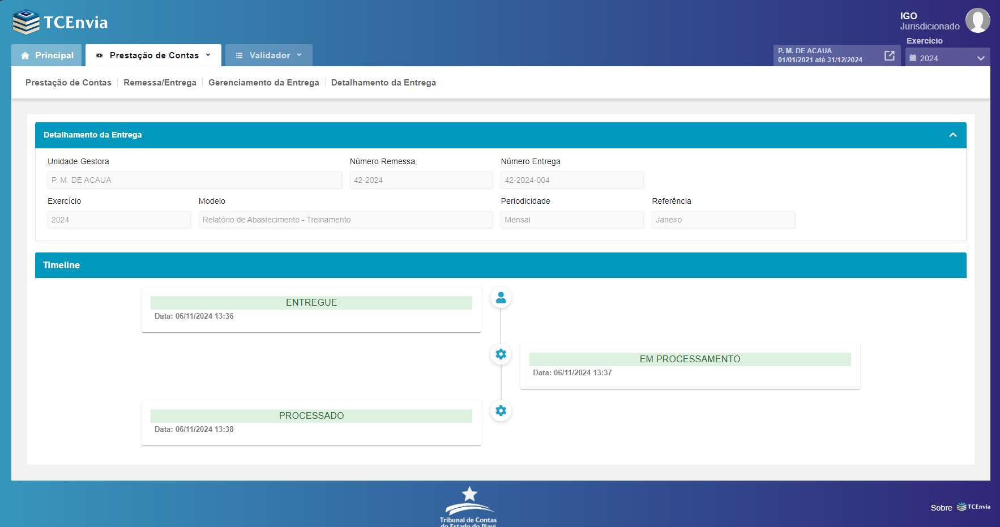 TCEnvia
IGO
Jurisdicionado
Exercício
Principal
Prestação de Contas
Validador
P. M. DE ACAUA
01/01/2021 até 31/12/2024
2024
Prestação de Contas
Remessa/Entrega
Gerenciamento da Entrega
Detalhamento da Entrega
Detalhamento da Entrega
Unidade Gestora
Número Remessa
Número Entrega
P. M. DE ACAUA
42-2024
42-2024-004
Exercício
Modelo
Periodicidade
Referência
2024
Relatório de Abastecimento - Treinamento
Mensal
Janeiro
Timeline
ENTREGUE
Data: 06/11/2024 13:36
EM PROCESSAMENTO
Data: 06/11/2024 13:37
PROCESSADO
Data: 06/11/2024 13:38
Tribunal de Contas
do Estado do Piauí
Sobre
TCEnvia